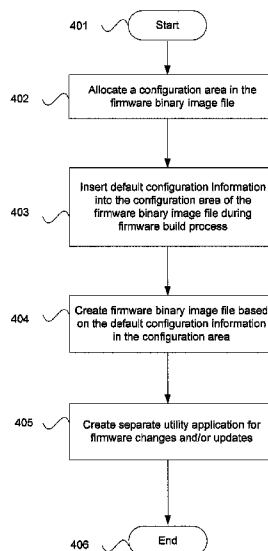 401
Start
402
Allocate a configuration area in the
firmware binary image file
403
Insert default configuration Information
into the configuration area of the
firmware binary image file during
firmware build process
404
Create firmware binary image file based
on the default configuration information
in the configuration area
405
Create separate utility application for
firmware changes and/or updates
406
End